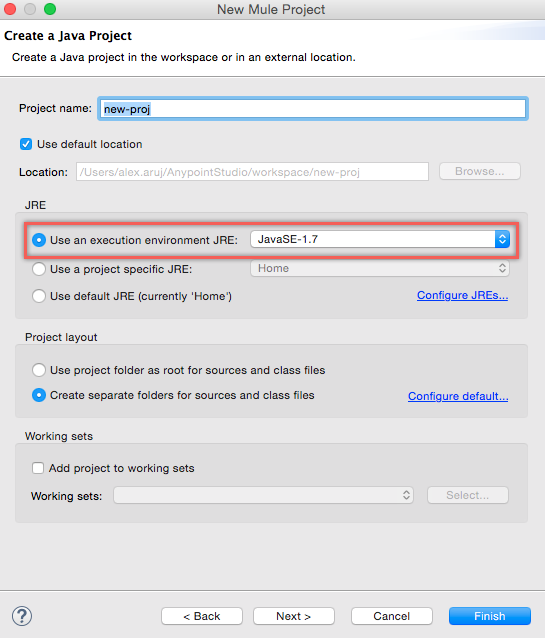 New Mule Project
Create a Java Project
Create a Java project in the workspace or in an external location.
Project name: new-proj
Use default location
Location: /Users/alex.aruj/AnypointStudio/workspace/new-proj Browse...
JRE
Use an execution environment JRE: JavaSE-1.7
Use a project specific JRE: Home
Use default JRE (currently 'Home') Configure JREs...
Project layout
Use project folder as root for sources and class files
Create separate folders for sources and class files Configure default...
Working sets
Add project to working sets
Working sets: Select...
? < Back Next > Cancel Finish